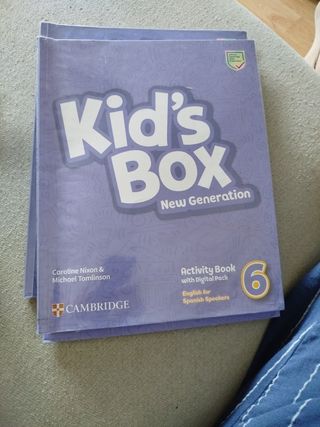 Kid's
Box
New Generation
Caroline Nixon &
Michael Tomlinson
Activity Book
with Digital Pack
6
English for
Spanish Speakers
CAMBRIDGE